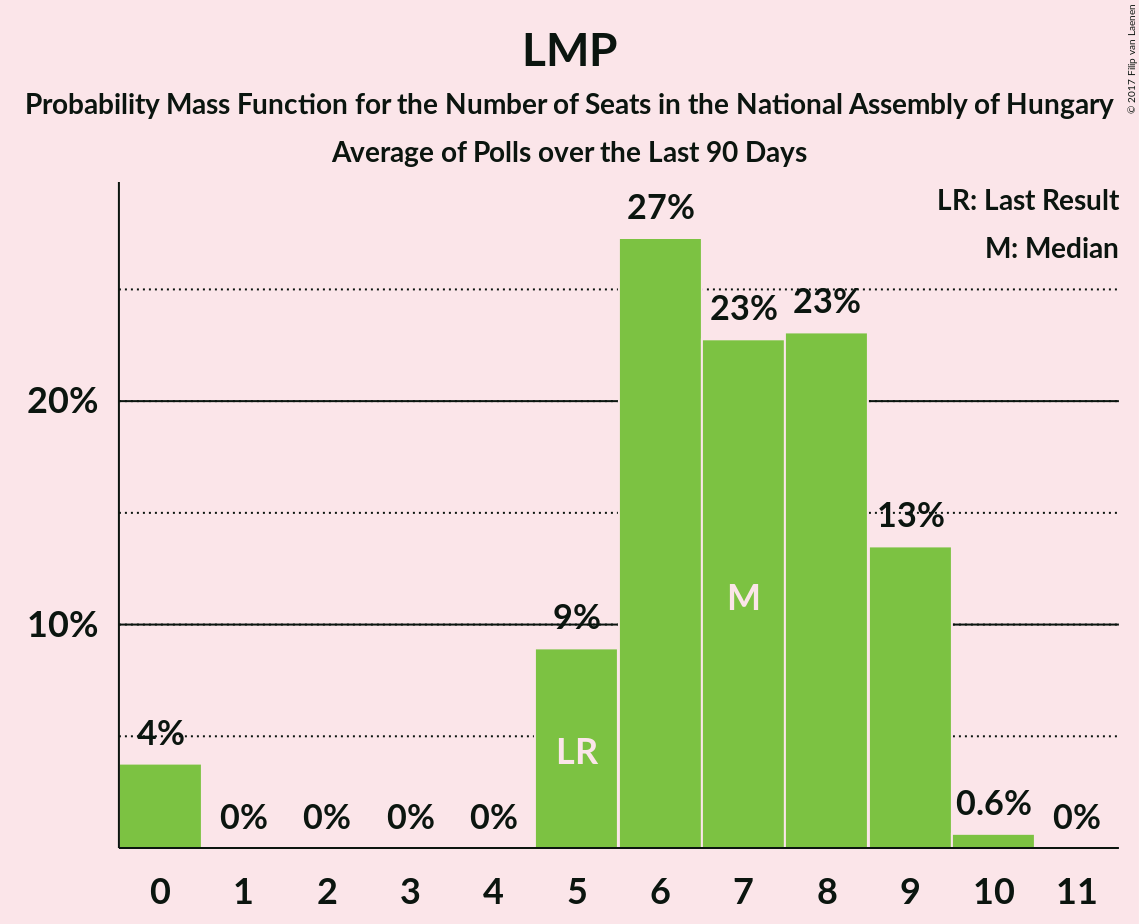 LMP
Probability Mass Function for the Number of Seats in the National Assembly of Hungary
Average of Polls over the Last 90 Days
© 2017 Filip van Laenen
LR: Last Result
M: Median
27%
23%
23%
20%
13%
M
9%
10%
LR
4%
0%
0%
0%
0%
0.6%
0%
0 1 2 3 4 5 6 7 8 9 10 11